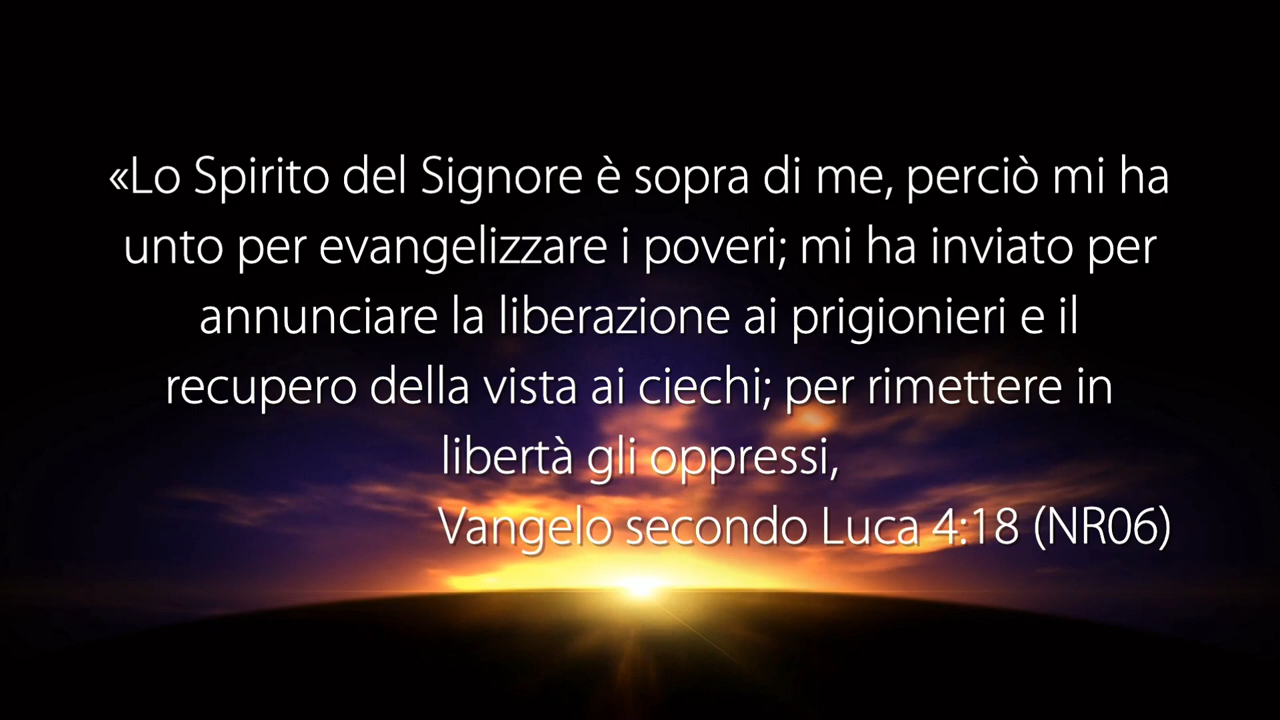 «Lo Spirito del Signore è sopra di me, perciò mi ha
unto per evangelizzare i poveri; mi ha inviato per
annunciare la liberazione ai prigionieri e il
recupero della vista ai ciechi; per rimettere in
libertà gli oppressi,
Vangelo secondo Luca 4:18 (NR06)